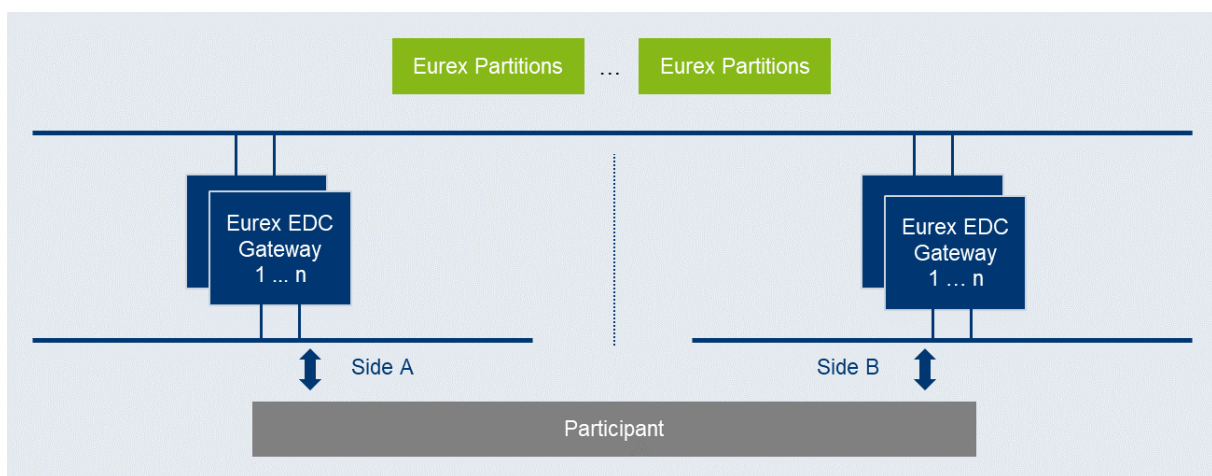 Eurex Partitions ... Eurex Partitions
Eurex EDC
Gateway
1 ... n
Eurex EDC
Gateway
1 ... n
Side A
Side B
Participant